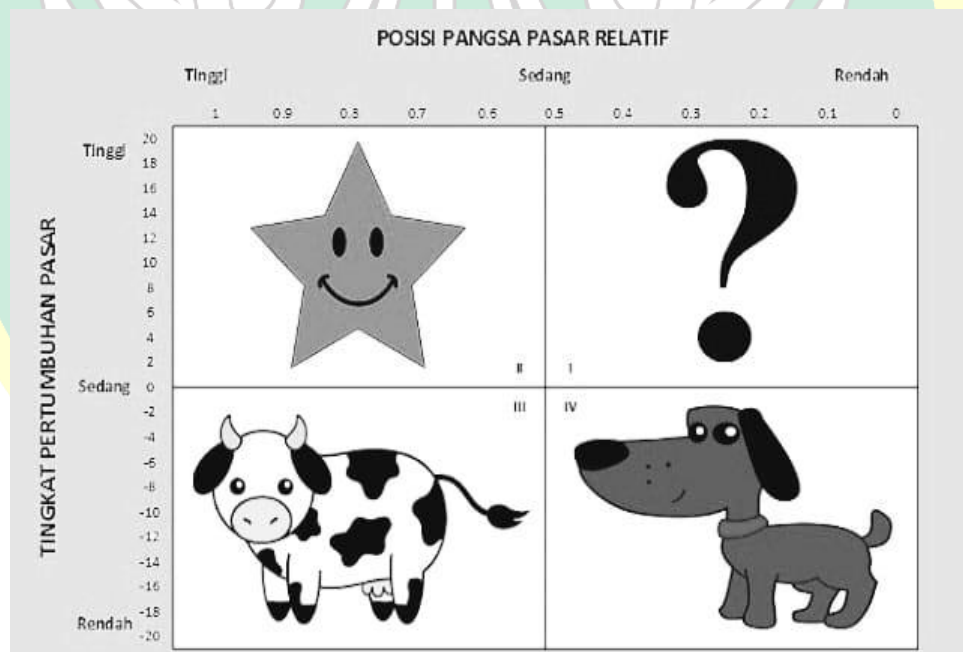 POSISI PANGSA PASAR RELATIF
Tinggi Sedang Rendah
1 0.9 0.8 0.7 0.6 0.5 0.4 0.3 0.2 0.1 0
TINGKAT PERTUMBUHAN PASAR
Tinggi
20
18
16
14
12
10
8
6
4
2
Sedang 0
-2
-4
-6
-8
-10
-12
-14
-16
-18
Rendah -20
II I
III IV